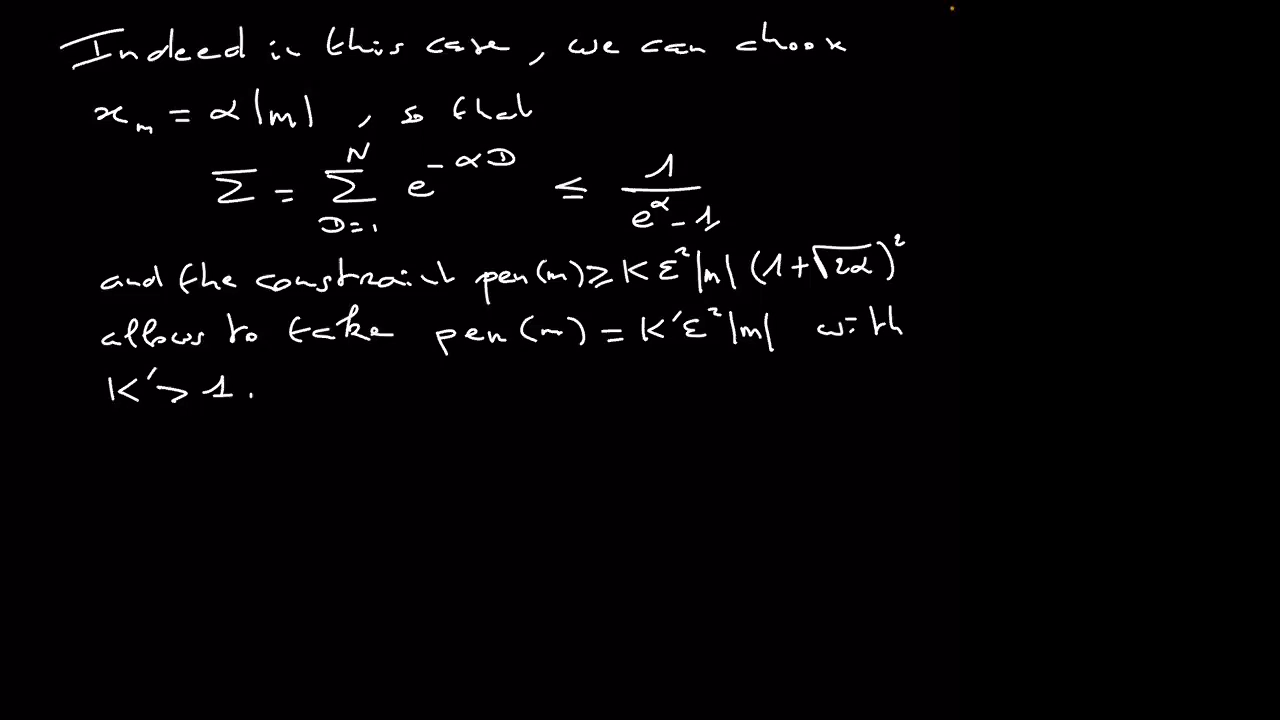 Indeed in this case, we can choose
x_m = α|m| , so that
Σ = ∑_{D=1}^{N} e^{-αD} ≤ 1/(e^α - 1)
and the constraint pen(m) ≥ K ε²|m| (1+√2α)²
allows to take pen(m) = K'ε²|m| with
K' > 1.